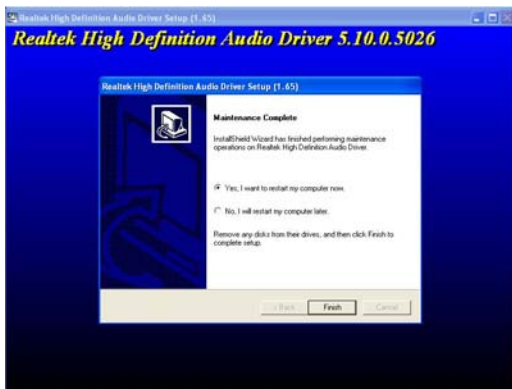 Realtek High Definition Audio Driver Setup (1.65)
Realtek High Definition Audio Driver 5.10.0.5026
Realtek High Definition Audio Driver Setup (1.65)
Maintenance Complete
InstallShield Wizard has finished performing maintenance
operations on Realtek High Definition Audio Driver.
Yes, I want to restart my computer now.
No, I will restart my computer later.
Remove any disks from their drives, and then click Finish to
complete setup.
< Back
Finish
Cancel